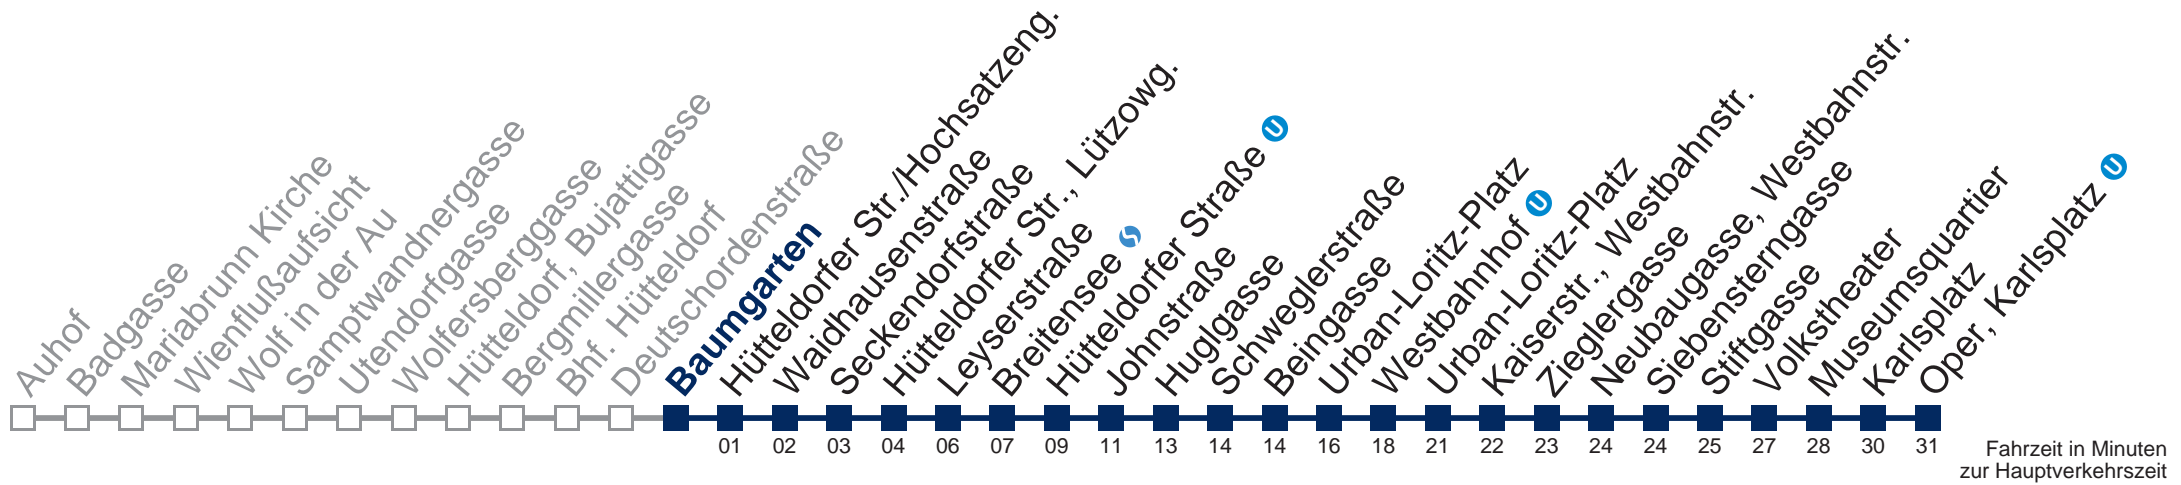 Auhof
Badgasse
Mariabrunn Kirche
Wienflußaufsicht
Wolf in der Au
Samptwandnergasse
Utendorfgasse
Wolfersberggasse
Hütteldorf, Bujattigasse
Bergmillergasse
Bhf. Hütteldorf
Deutschordenstraße
Baumgarten
Hütteldorfer Str./Hochsatzeng.
Waidhausenstraße
Seckendorfstraße
Hütteldorfer Str., Lützowg.
Leyserstraße
Breitensee S
Hütteldorfer Straße U
Johnstraße
Huglgasse
Schweglerstraße
Beingasse
Urban-Loritz-Platz
Westbahnhof U
Urban-Loritz-Platz
Kaiserstr., Westbahnstr.
Zieglergasse
Neubaugasse, Westbahnstr.
Siebensterngasse
Stiftgasse
Volkstheater
Museumsquartier
Karlsplatz
Oper, Karlsplatz U
01 02 03 04 06 07 09 11 13 14 14 16 18 21 22 23 24 24 25 27 28 30 31
Fahrzeit in Minuten
zur Hauptverkehrszeit